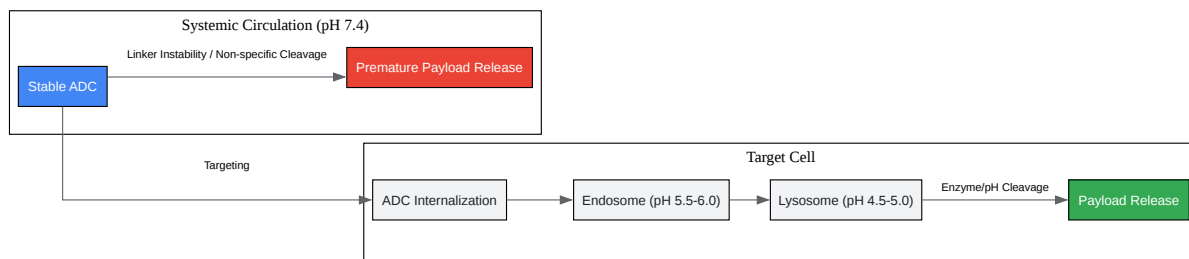 Systemic Circulation (pH 7.4)
Linker Instability / Non-specific Cleavage
Stable ADC
Premature Payload Release
Targeting
Target Cell
ADC Internalization
Endosome (pH 5.5-6.0)
Lysosome (pH 4.5-5.0)
Enzyme/pH Cleavage
Payload Release